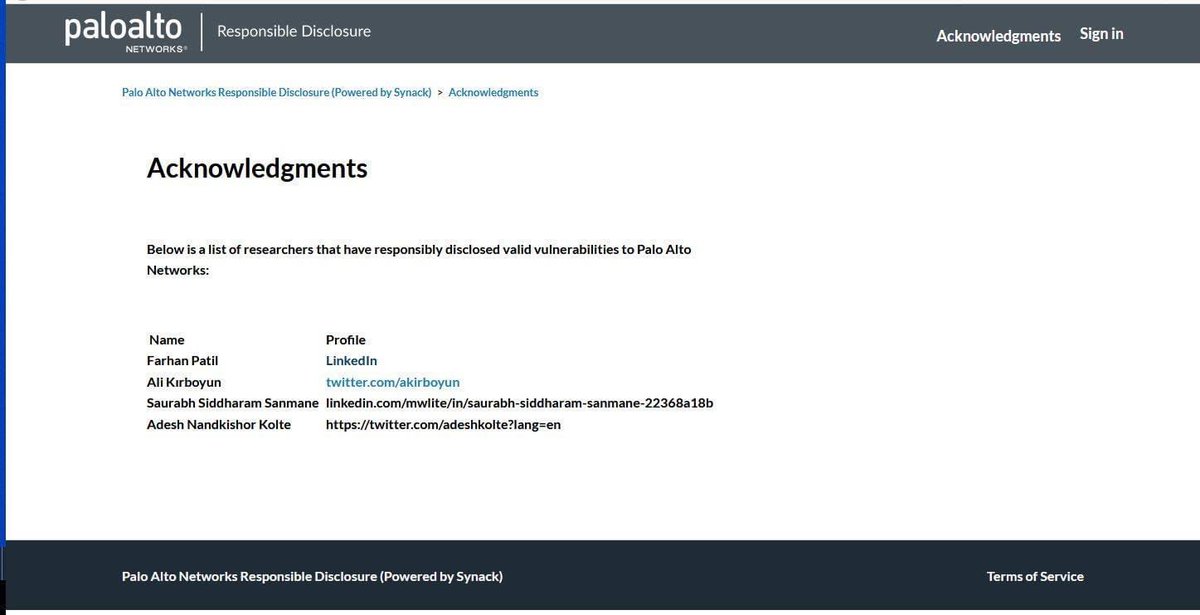 paloalto
NETWORKS®
Responsible Disclosure
Acknowledgments
Sign in
Palo Alto Networks Responsible Disclosure (Powered by Synack) > Acknowledgments
Acknowledgments
Below is a list of researchers that have responsibly disclosed valid vulnerabilities to Palo Alto
Networks:
Name Profile
Farhan Patil LinkedIn
Ali Kırboyun twitter.com/akirboyun
Saurabh Siddharam Sanmane linkedin.com/mwlite/in/saurabh-siddharam-sanmane-22368a18b
Adesh Nandkishor Kolte https://twitter.com/adeshkolte?lang=en
Palo Alto Networks Responsible Disclosure (Powered by Synack)
Terms of Service